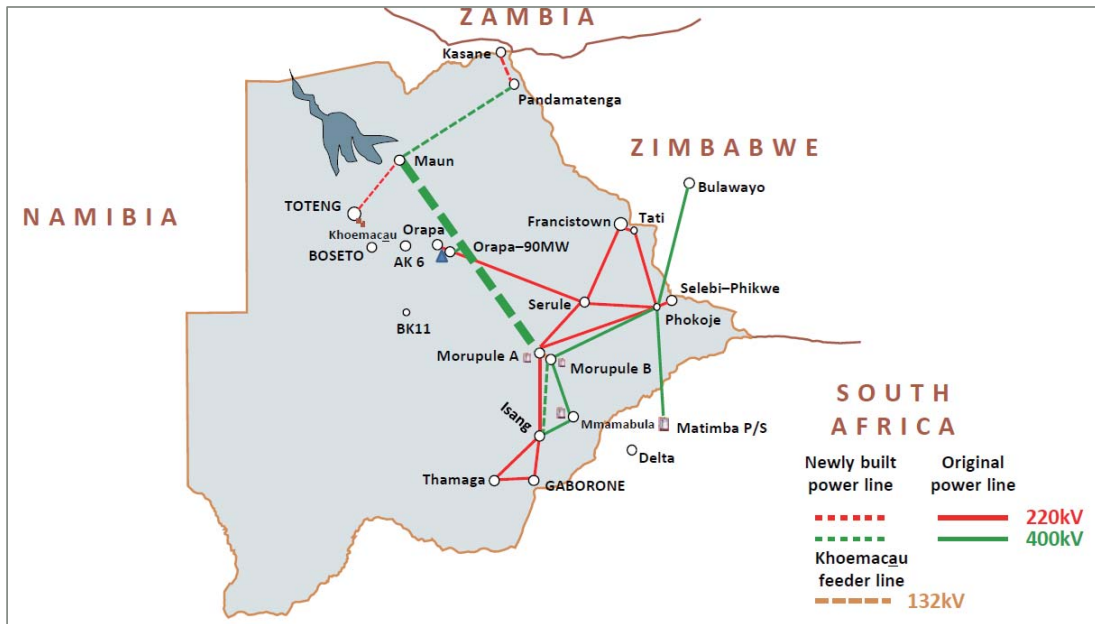 ZAMBIA
Kasane
Pandamatenga
ZIMBABWE
Maun
Bulawayo
NAMIBIA
TOTENG
Francistown
Tati
Khoemacau
Orapa
BOSETO
AK 6
Orapa–90MW
Selebi–Phikwe
Serule
Phokoje
BK11
Morupule A
Morupule B
SOUTH
AFRICA
Isang
Mmamabula
Matimba P/S
Delta
Thamaga
GABORONE
Newly built
power line
Original
power line
220kV
400kV
Khoemacau
feeder line
132kV